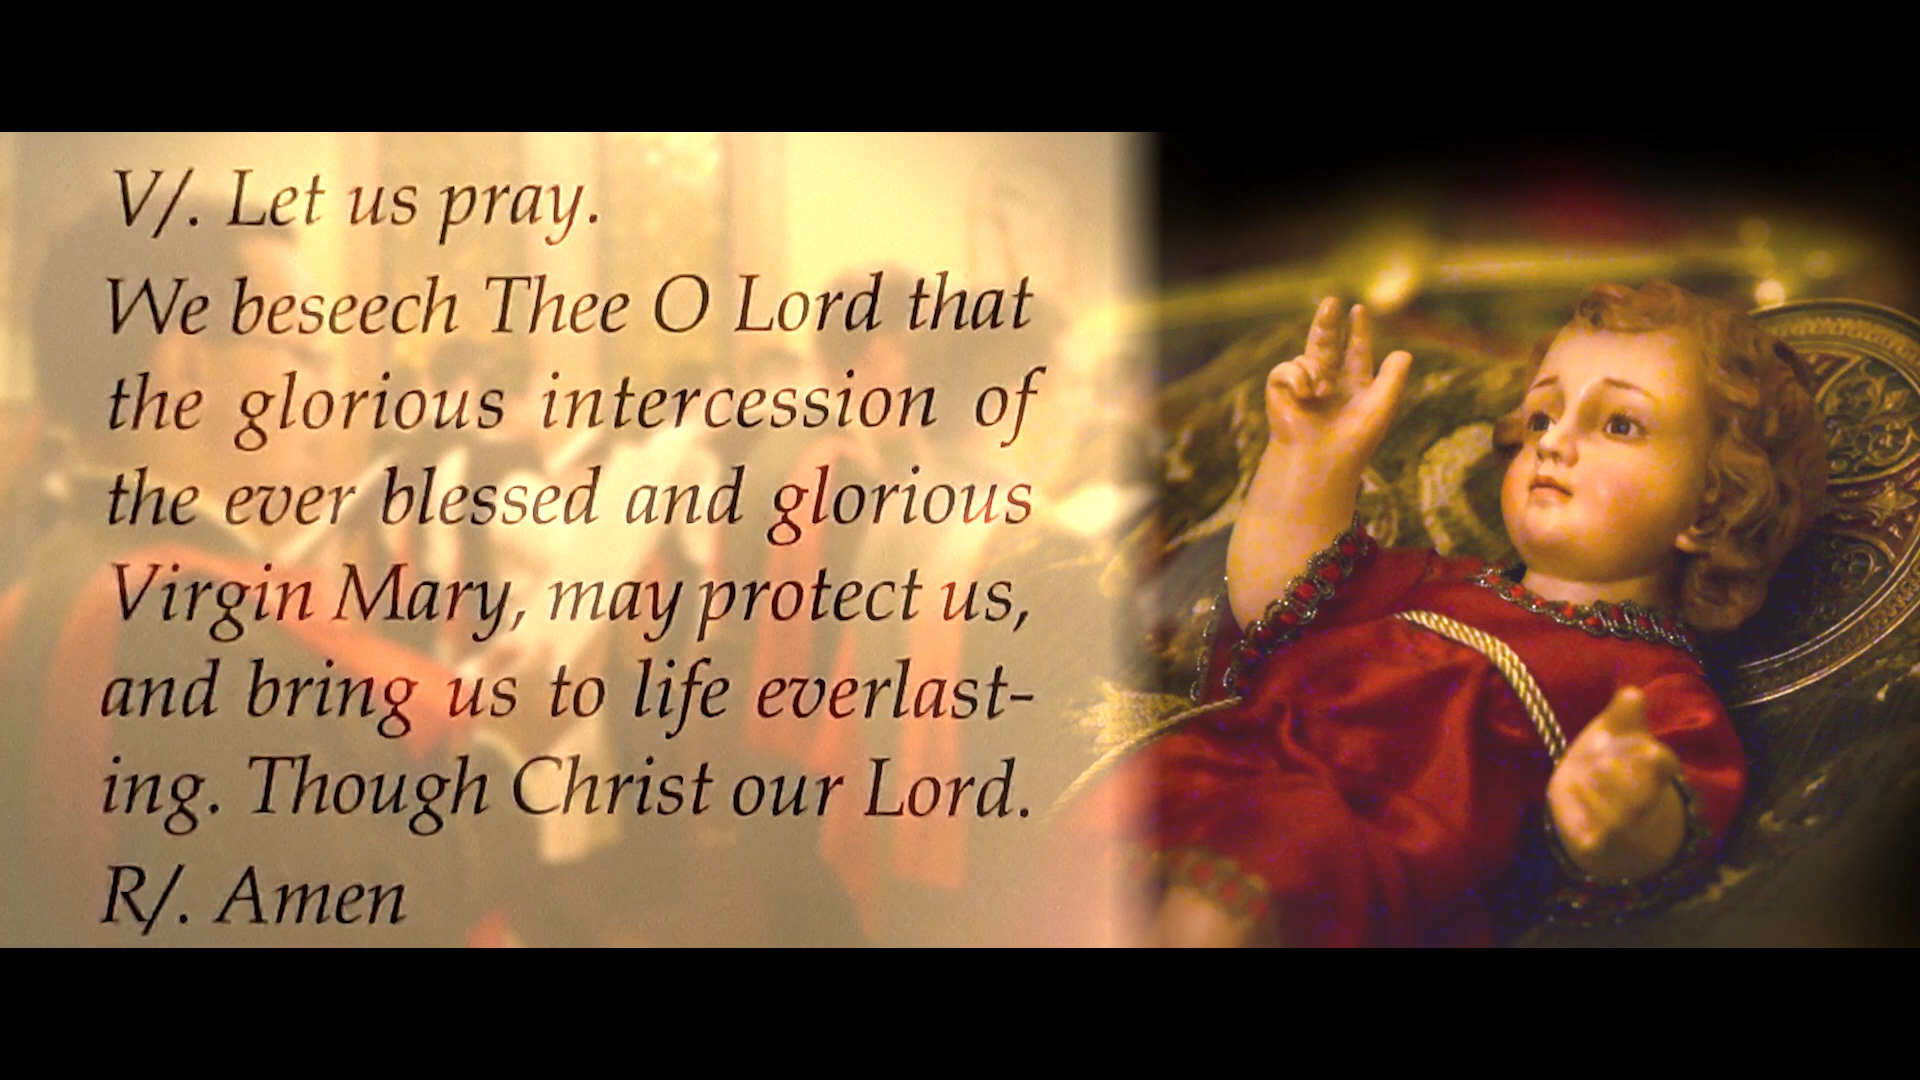 V/. Let us pray.
We beseech Thee O Lord that
the glorious intercession of
the ever blessed and glorious
Virgin Mary, may protect us,
and bring us to life everlast-
ing. Though Christ our Lord.
R/. Amen